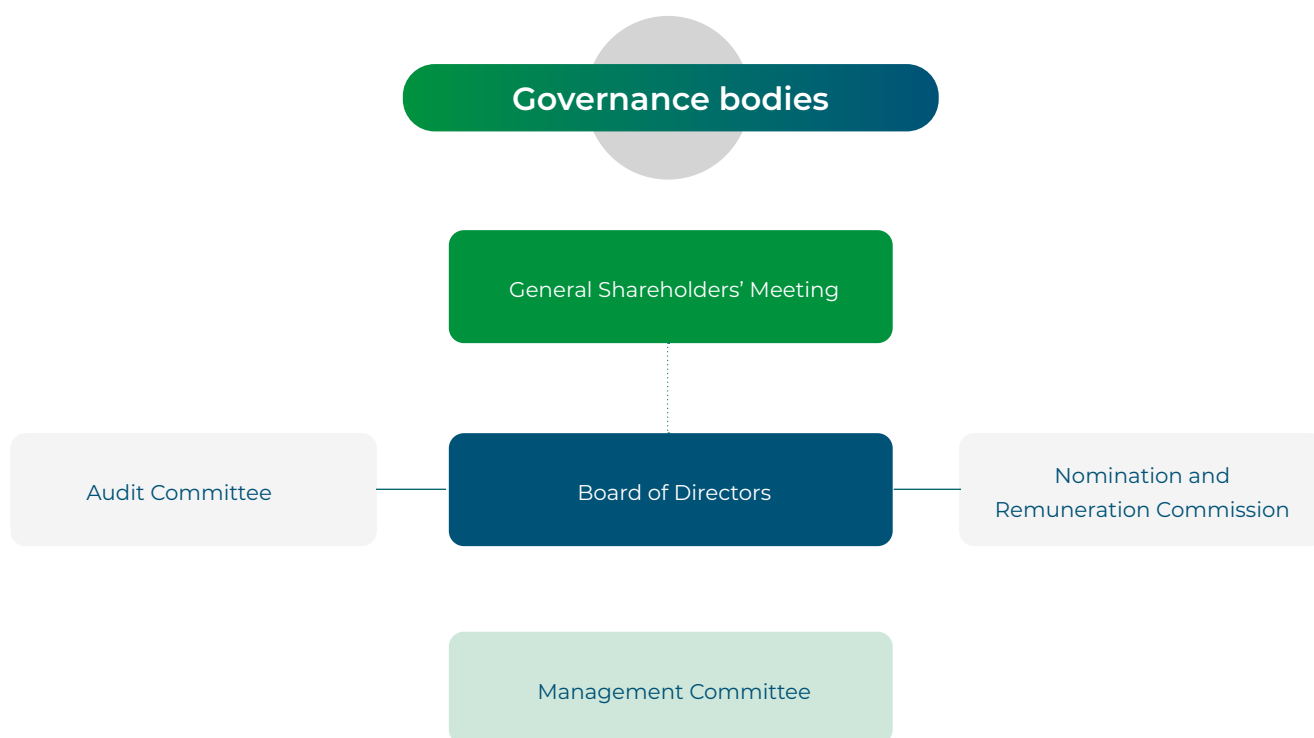 Governance bodies
General Shareholders’ Meeting
Audit Committee
Board of Directors
Nomination and
Remuneration Commission
Management Committee